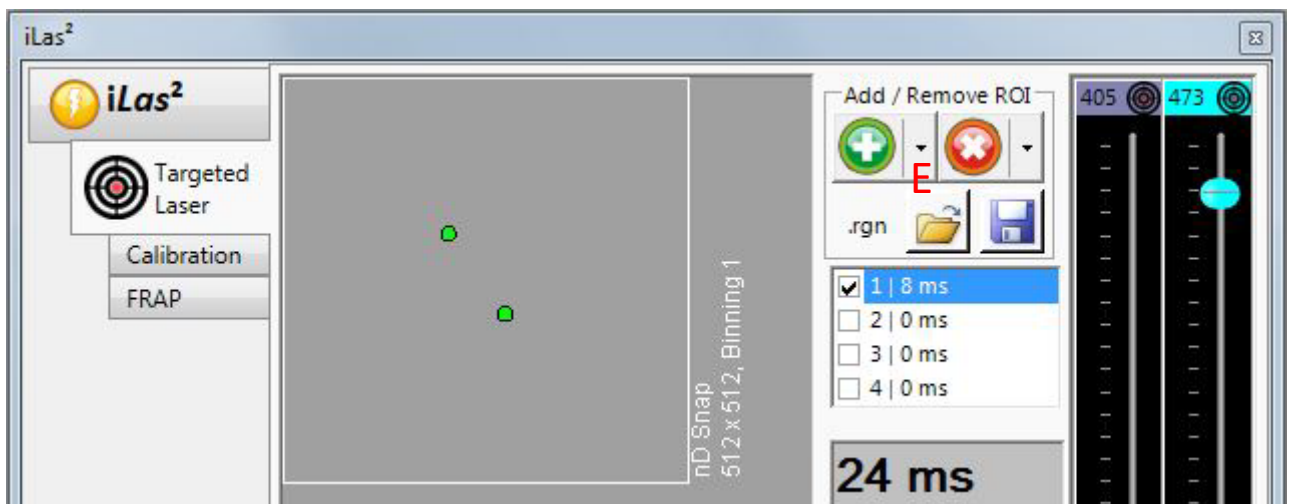 iLas²
iLas²
Targeted
Laser
Calibration
FRAP
nD Snap
512 x 512, Binning 1
Add / Remove ROI
E
.rgn
1 | 8 ms
2 | 0 ms
3 | 0 ms
4 | 0 ms
24 ms
405
473